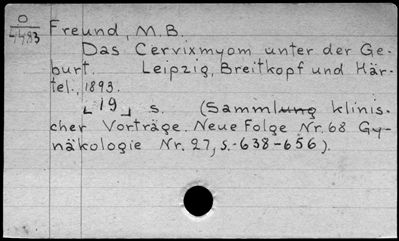 O
4483
Freund, M.B.
Das Cervixmyom unter der Ge-
burt. Leipzig, Breitkopf und Här-
tel, 1893.
⌞19⌟ s. (Sammlung klinis-
cher Vorträge. Neue Folge Nr. 68. Gy-
näkologie Nr. 27, s. 638-656).